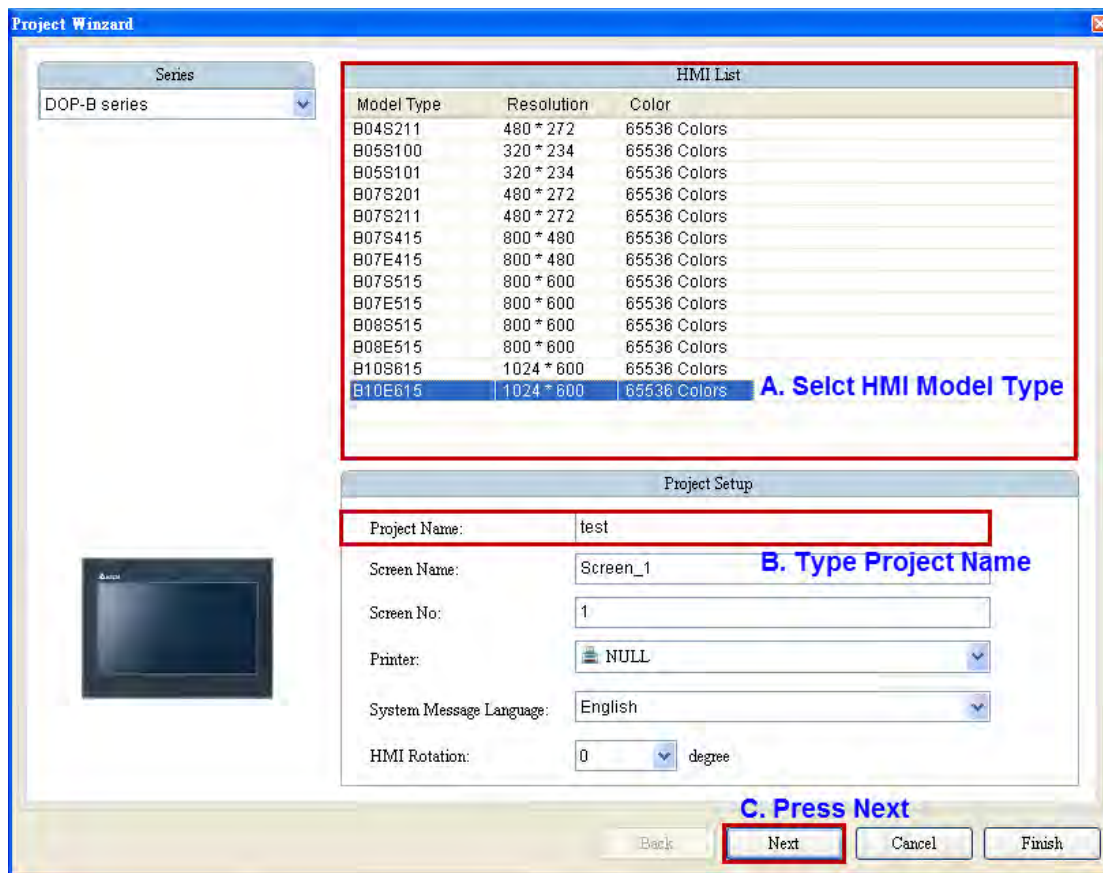 Project Winzard
Series
DOP-B series
HMI List
Model Type Resolution Color
B04S211 480 * 272 65536 Colors
B05S100 320 * 234 65536 Colors
B05S101 320 * 234 65536 Colors
B07S201 480 * 272 65536 Colors
B07S211 480 * 272 65536 Colors
B07S415 800 * 480 65536 Colors
B07E415 800 * 480 65536 Colors
B07S515 800 * 600 65536 Colors
B07E515 800 * 600 65536 Colors
B08S515 800 * 600 65536 Colors
B08E515 800 * 600 65536 Colors
B10S615 1024 * 600 65536 Colors
B10E615 1024 * 600 65536 Colors
A. Selct HMI Model Type
Project Setup
Project Name: test
B. Type Project Name
Screen Name: Screen_1
Screen No: 1
Printer: NULL
System Message Language: English
HMI Rotation: 0 degree
C. Press Next
Back Next Cancel Finish